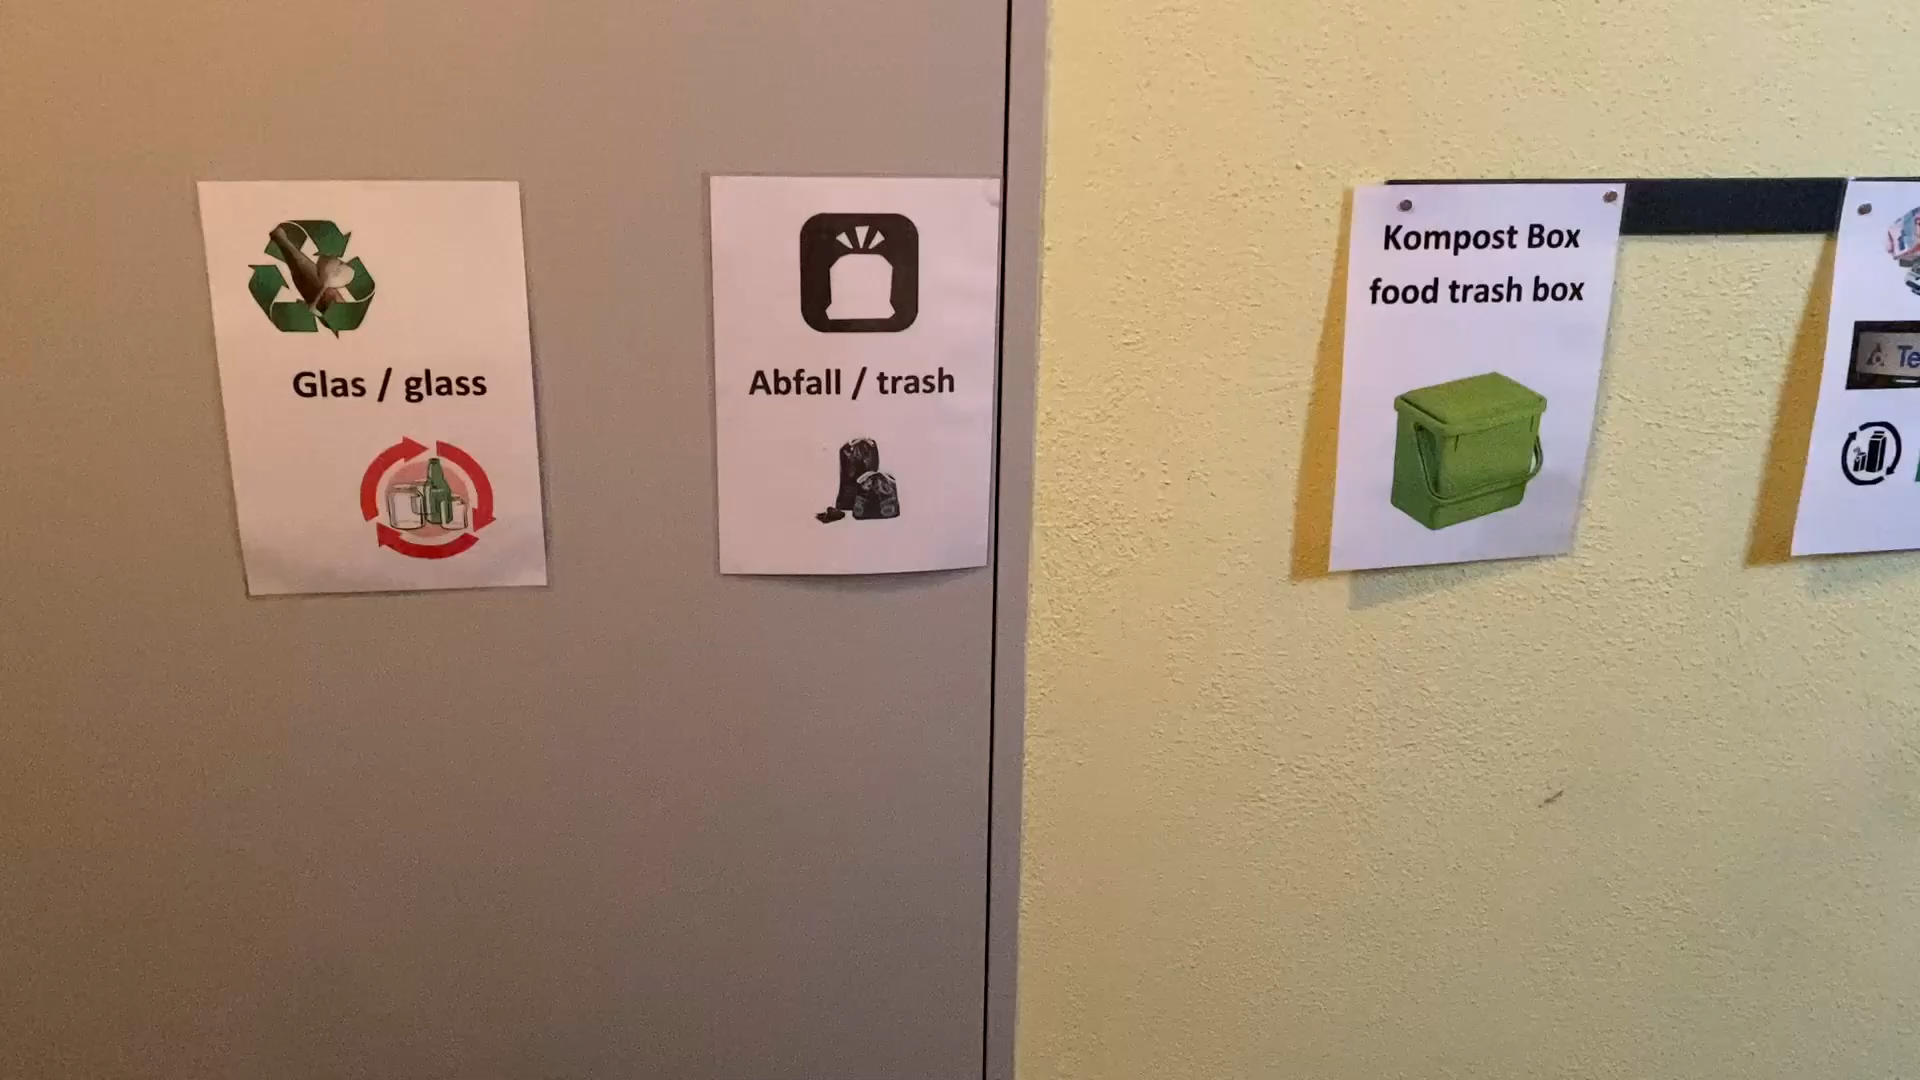 Glas / glass
Abfall / trash
Kompost Box
food trash box